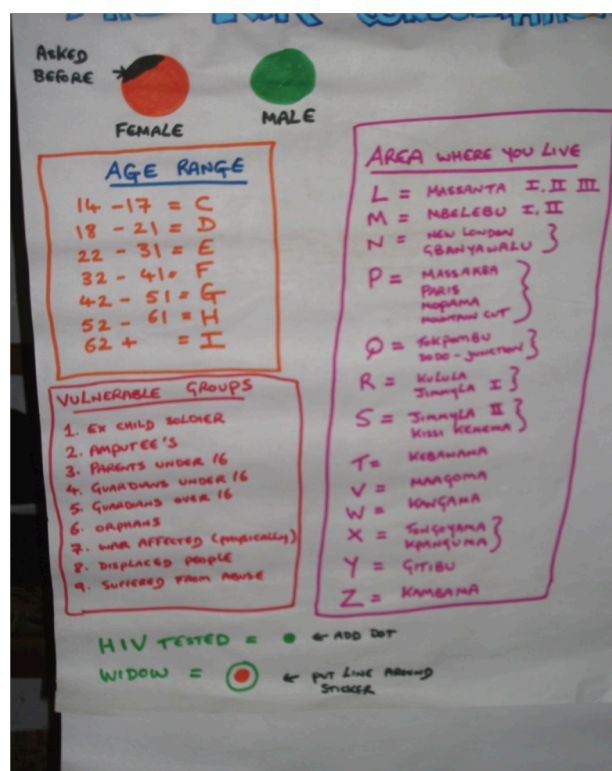 CONSULTATION
ASKED
BEFORE
FEMALE
MALE
AGE RANGE
14 - 17 = C
18 - 21 = D
22 - 31 = E
32 - 41 = F
42 - 51 = G
52 - 61 = H
62 + = I
VULNERABLE GROUPS
1. EX CHILD SOLDIER
2. AMPUTEE'S
3. PARENTS UNDER 16
4. GUARDIANS UNDER 16
5. GUARDIANS OVER 16
6. ORPHANS
7. WAR AFFECTED (PHYSICALLY)
8. DISPLACED PEOPLE
9. SUFFERED FROM ABUSE
AREA WHERE YOU LIVE
L = MASSANTA I, II III
M = MBELEBU I, II
N = NEW LONDON
GBANYAWALU
P = MASSAKBA
PARIS
MOPAMA
MOUNTAIN CUT
Q = TOKPOMBU
SODO - JUNCTION
R = KULULA
JIMMYLA I
S = JIMMYLA II
KISSI KENEMA
T = KEBAWANA
V = MAAGOMA
W = KAWGAMA
X = TONGOYAMA
KPANGUMA
Y = GITIBU
Z = KAMBAMA
HIV TESTED = ● ← ADD DOT
WIDOW = ← PUT LINE AROUND
STICKER